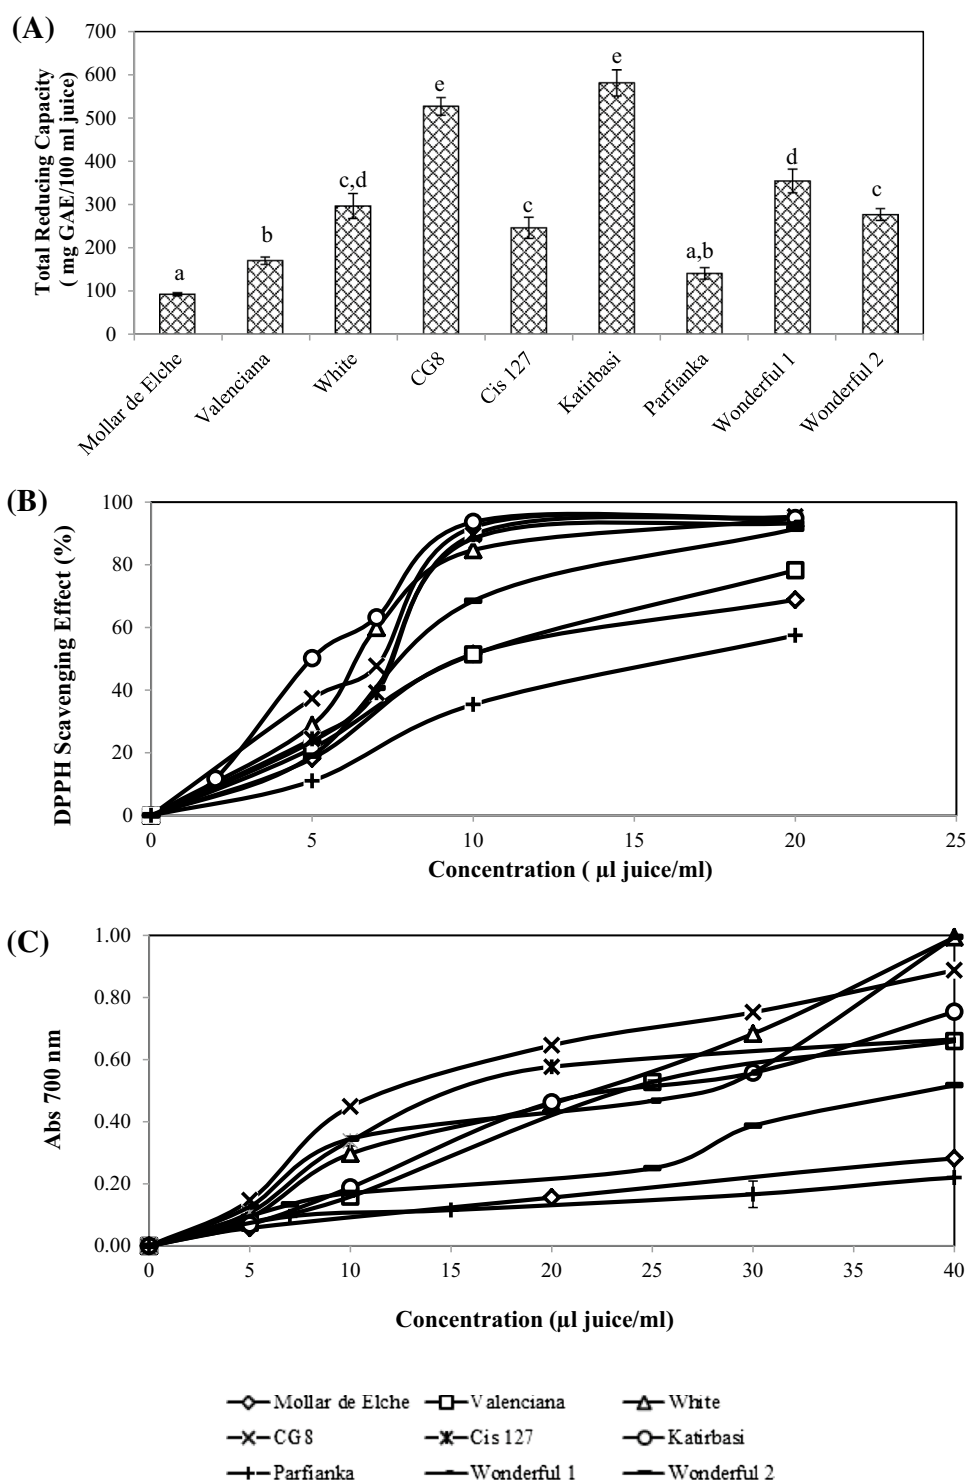 (A)
Total Reducing Capacity
( mg GAE/100 ml juice)
700
600
500
400
300
200
100
0
a
b
c,d
e
c
e
a,b
d
c
Mollar de Elche
Valenciana
White
CG8
Cis 127
Katirbasi
Parfianka
Wonderful 1
Wonderful 2
(B)
DPPH Scavenging Effect (%)
100
80
60
40
20
0
0 5 10 15 20 25
Concentration ( µl juice/ml)
(C)
Abs 700 nm
1.00
0.80
0.60
0.40
0.20
0.00
0 5 10 15 20 25 30 35 40
Concentration (µl juice/ml)
Mollar de Elche Valenciana White
CG8 Cis 127 Katirbasi
Parfianka Wonderful 1 Wonderful 2